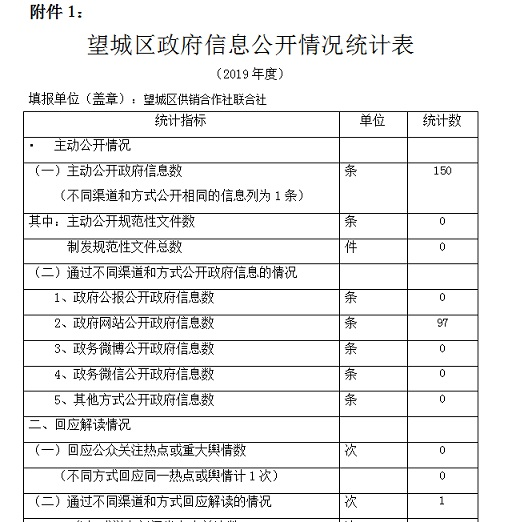 附件 1：
望城区政府信息公开情况统计表
（2019 年度）
填报单位（盖章）：望城区供销合作社联合社
统计指标 单位 统计数
· 主动公开情况
（一）主动公开政府信息数 条 150
（不同渠道和方式公开相同的信息列为 1 条）
其中：主动公开规范性文件数 条 0
制发规范性文件总数 件 0
（二）通过不同渠道和方式公开政府信息的情况
1、政府公报公开政府信息数 条 0
2、政府网站公开政府信息数 条 97
3、政务微博公开政府信息数 条 0
4、政务微信公开政府信息数 条 0
5、其他方式公开政府信息数 条 0
二、回应解读情况
（一）回应公众关注热点或重大舆情数 次 0
（不同方式回应同一热点或舆情计 1 次） 0
（二）通过不同渠道和方式回应解读的情况 次 1